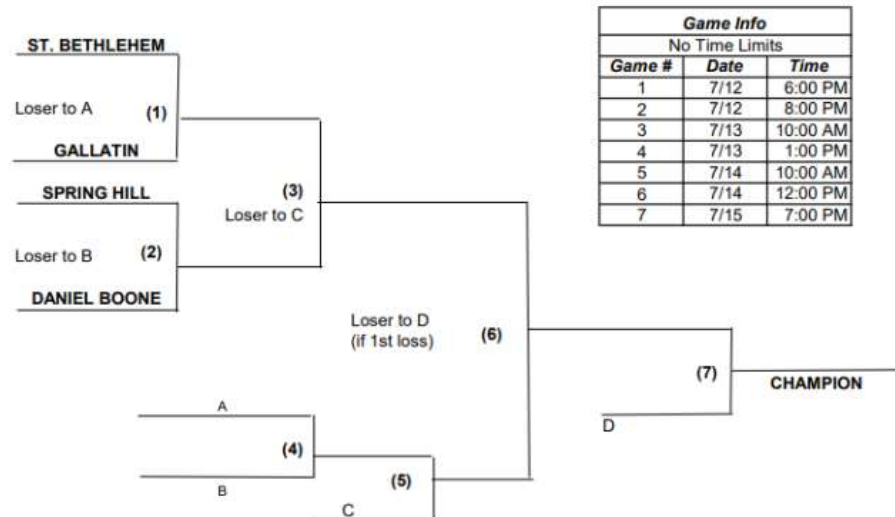 ST. BETHLEHEM
Loser to A
(1)
GALLATIN
SPRING HILL
(3)
Loser to C
Loser to B
(2)
DANIEL BOONE
Loser to D
(if 1st loss)
(6)
(7)
CHAMPION
D
A
(4)
B
(5)
C
Game Info
No Time Limits
Game # Date Time
1 7/12 6:00 PM
2 7/12 8:00 PM
3 7/13 10:00 AM
4 7/13 1:00 PM
5 7/14 10:00 AM
6 7/14 12:00 PM
7 7/15 7:00 PM